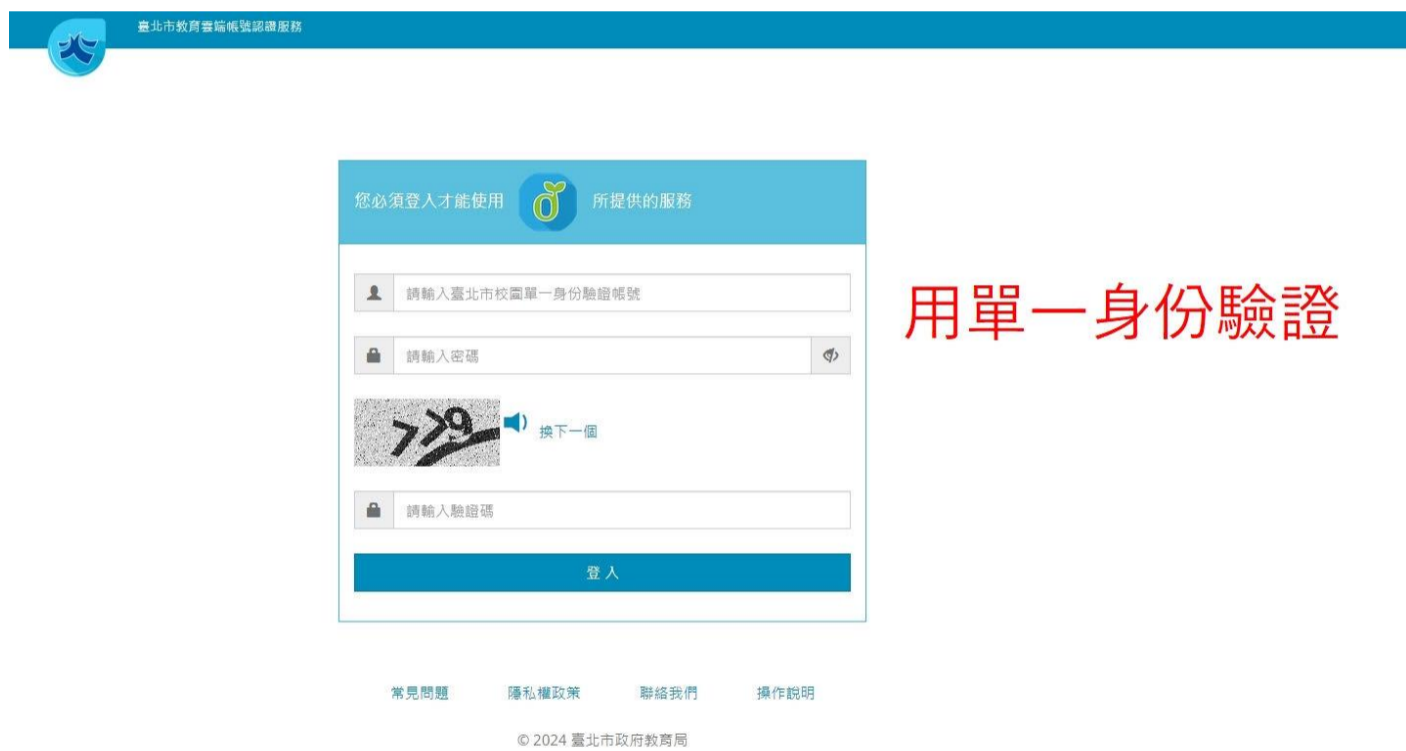 臺北市教育雲端帳號認證服務
您必須登入才能使用 所提供的服務
請輸入臺北市校園單一身份驗證帳號
用單一身份驗證
請輸入密碼
779
換下一個
請輸入驗證碼
登入
常見問題 隱私權政策 聯絡我們 操作說明
© 2024 臺北市政府教育局